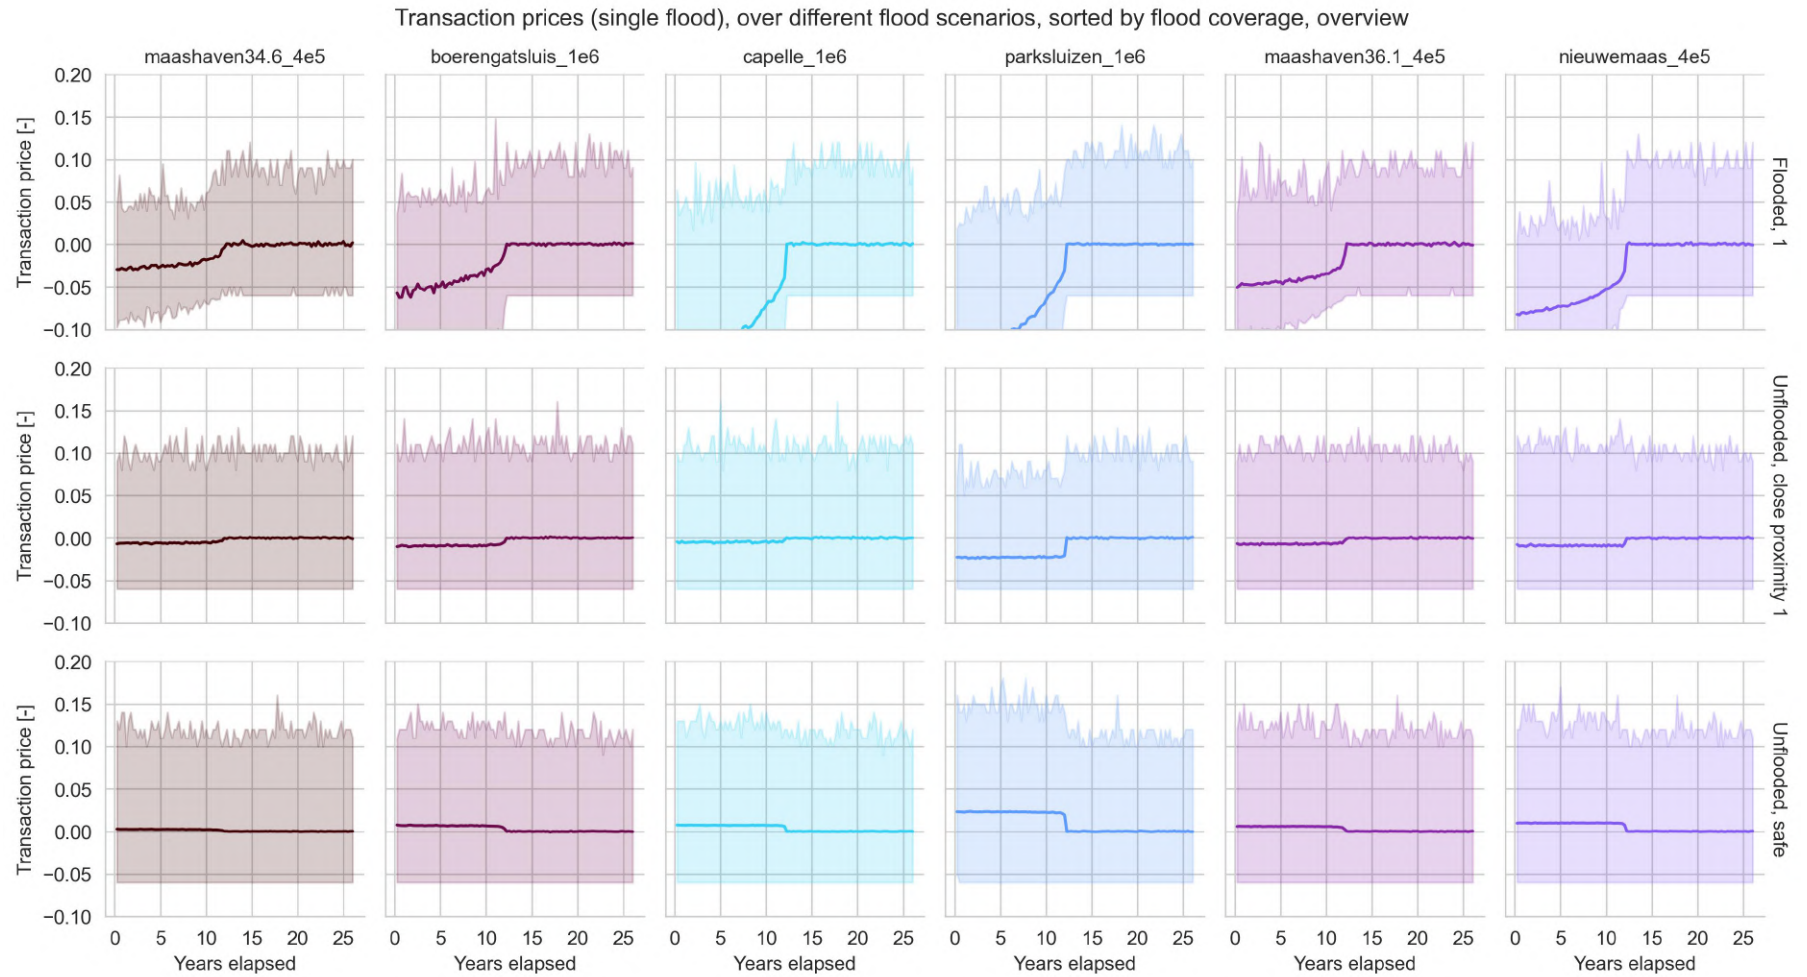 Transaction prices (single flood), over different flood scenarios, sorted by flood coverage, overview
maashaven34.6_4e5
boerengatsluis_1e6
capelle_1e6
parksluizen_1e6
maashaven36.1_4e5
nieuwemaas_4e5
Transaction price [-]
0.20
0.15
0.10
0.05
0.00
−0.05
−0.10
Flooded, 1
Transaction price [-]
0.20
0.15
0.10
0.05
0.00
−0.05
−0.10
Unflooded, close proximity 1
Transaction price [-]
0.20
0.15
0.10
0.05
0.00
−0.05
−0.10
Unflooded, safe
0 5 10 15 20 25
0 5 10 15 20 25
0 5 10 15 20 25
0 5 10 15 20 25
0 5 10 15 20 25
0 5 10 15 20 25
Years elapsed
Years elapsed
Years elapsed
Years elapsed
Years elapsed
Years elapsed